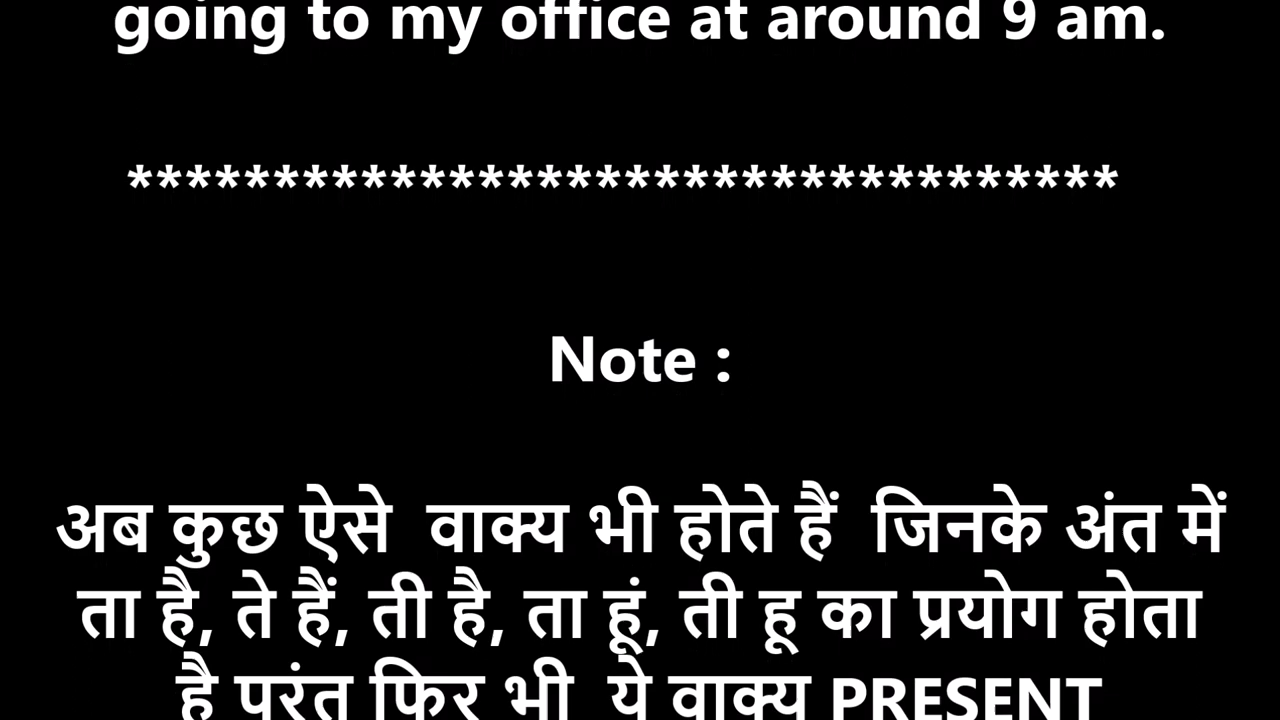 going to my office at around 9 am.
**********************************
Note :
अब कुछ ऐसे वाक्य भी होते हैं जिनके अंत में
ता है, ते हैं, ती है, ता हूं, ती हू का प्रयोग होता
है परंतु फिर भी ये वाक्य PRESENT